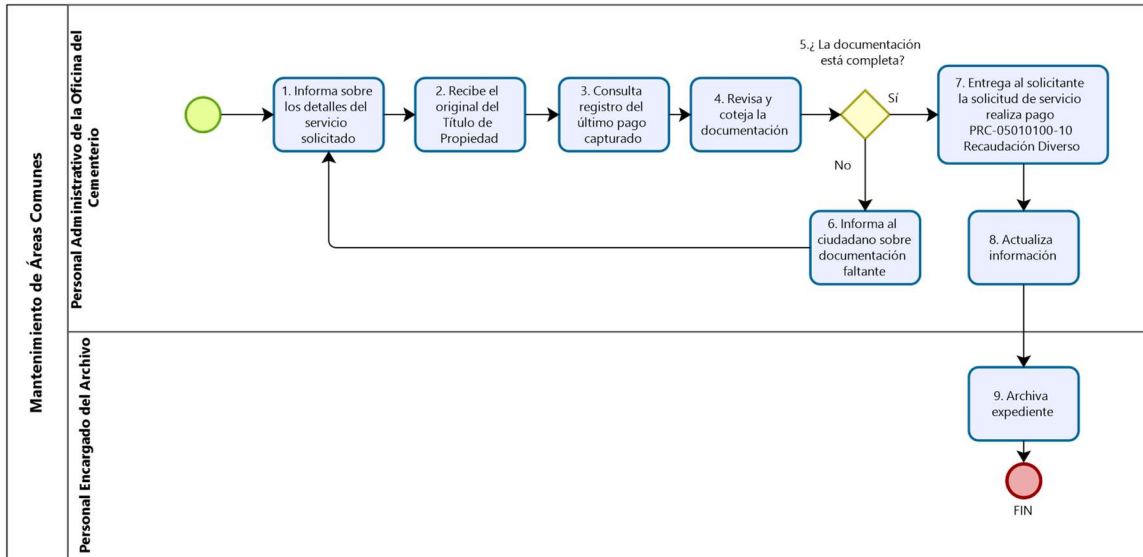 Mantenimiento de Áreas Comunes
Personal Administrativo de la Oficina del
Cementerio
1. Informa sobre
los detalles del
servicio
solicitado
2. Recibe el
original del
Título de
Propiedad
3. Consulta
registro del
último pago
capturado
4. Revisa y
coteja la
documentación
5.¿ La documentación
está completa?
Sí
No
6. Informa al
ciudadano sobre
documentación
faltante
7. Entrega al solicitante
la solicitud de servicio
realiza pago
PRC-05010100-10
Recaudación Diverso
8. Actualiza
información
Personal Encargado del Archivo
9. Archiva
expediente
FIN